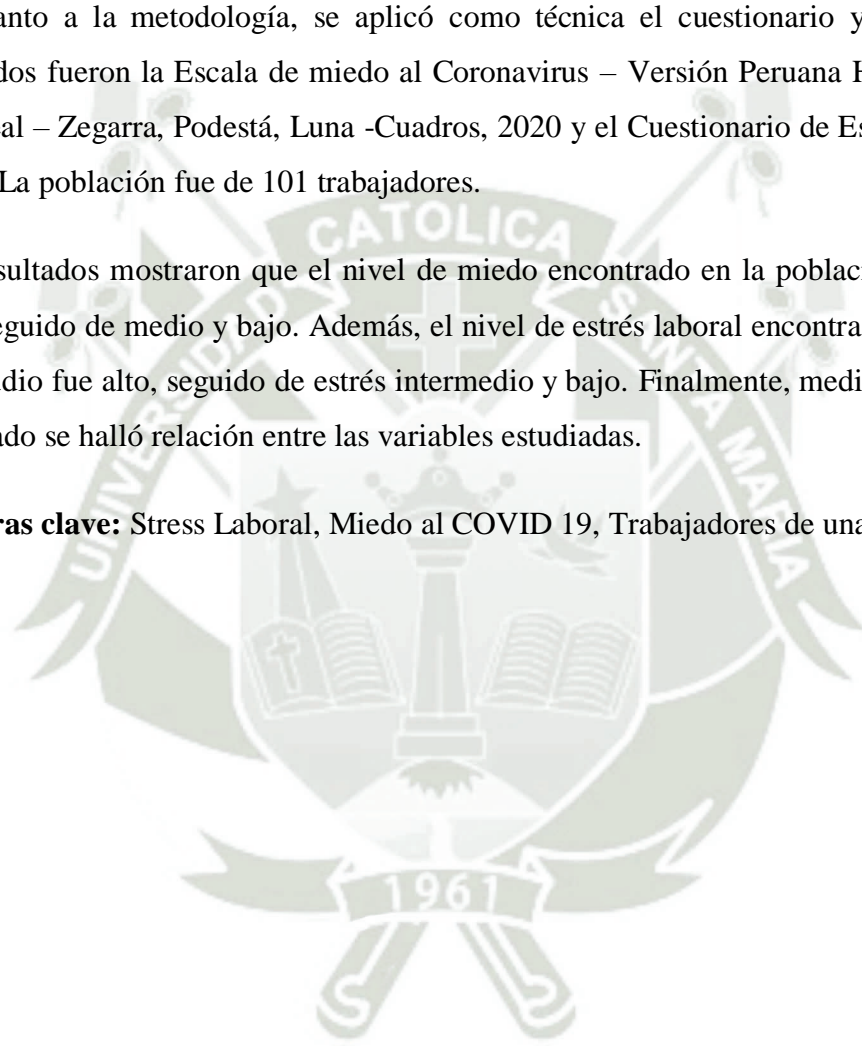 anto a la metodología, se aplicó como técnica el cuestionario y
dos fueron la Escala de miedo al Coronavirus – Versión Peruana H
al – Zegarra, Podestá, Luna -Cuadros, 2020 y el Cuestionario de Es
La población fue de 101 trabajadores.
sultados mostraron que el nivel de miedo encontrado en la poblaci
eguido de medio y bajo. Además, el nivel de estrés laboral encontra
dio fue alto, seguido de estrés intermedio y bajo. Finalmente, medi
ado se halló relación entre las variables estudiadas.
ras clave: Stress Laboral, Miedo al COVID 19, Trabajadores de una
UNIVERSIDAD CATOLICA SANTA MARIA
1961